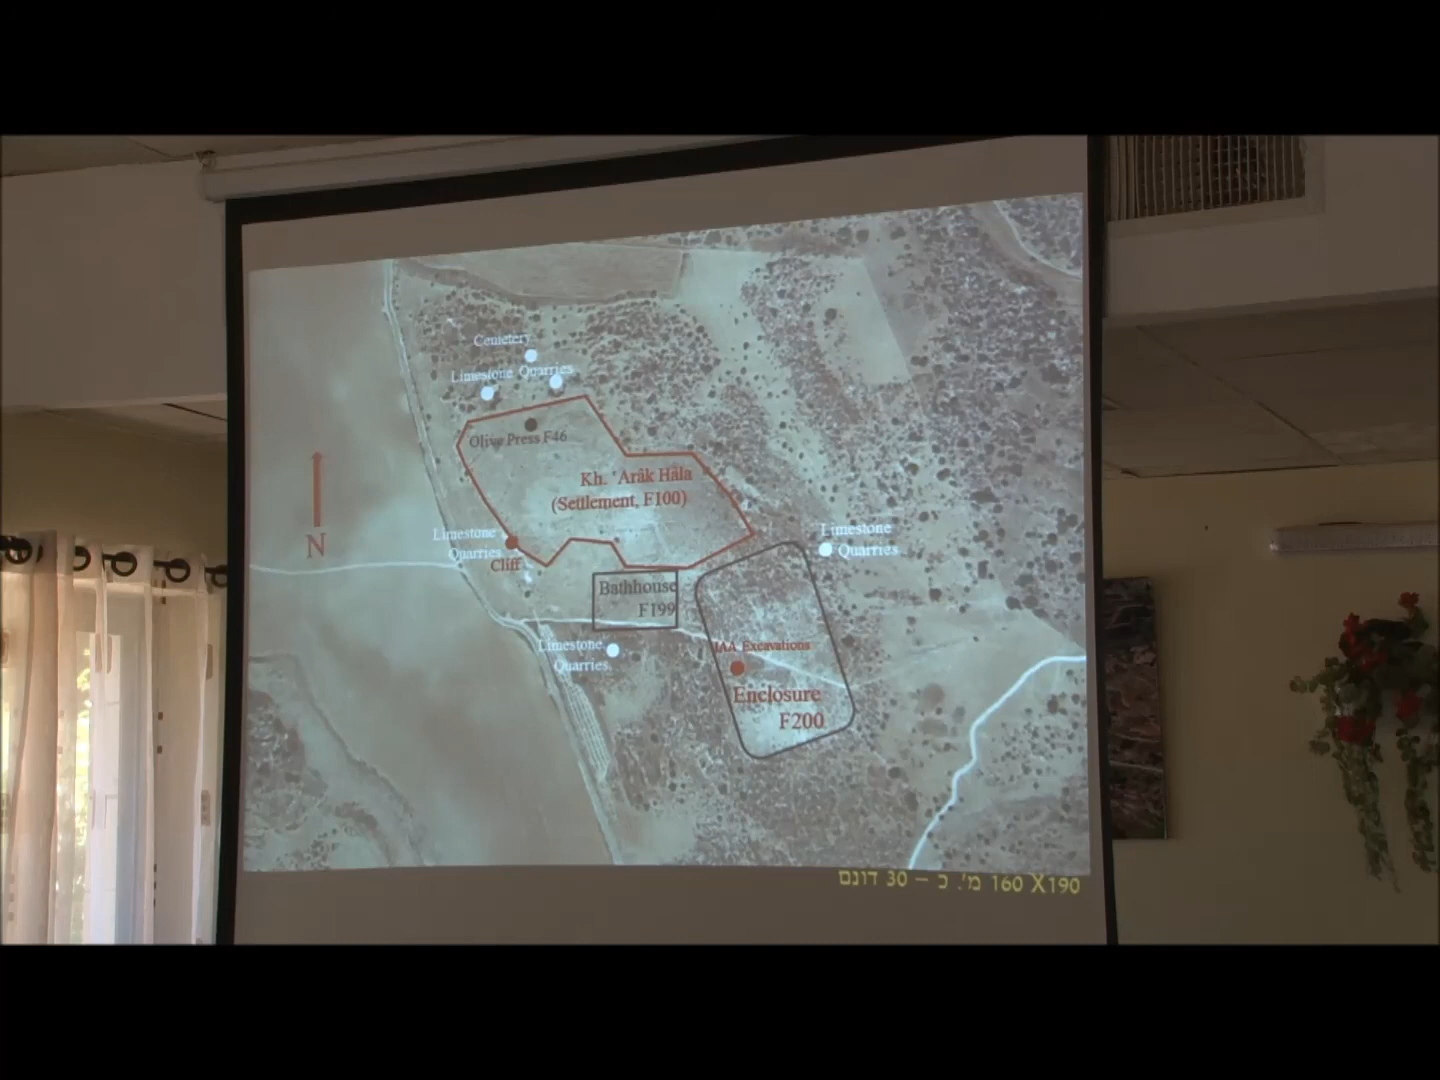 Cemetery
Limestone Quarries
Olive Press F46
Kh. 'Arâk Hâla
(Settlement, F100)
N
Limestone
Quarries
Cliff
Limestone
Quarries
Bathhouse
F199
Limestone
Quarries
IAA Excavations
Enclosure
F200
160 X190 מ'. כ – 30 דונם